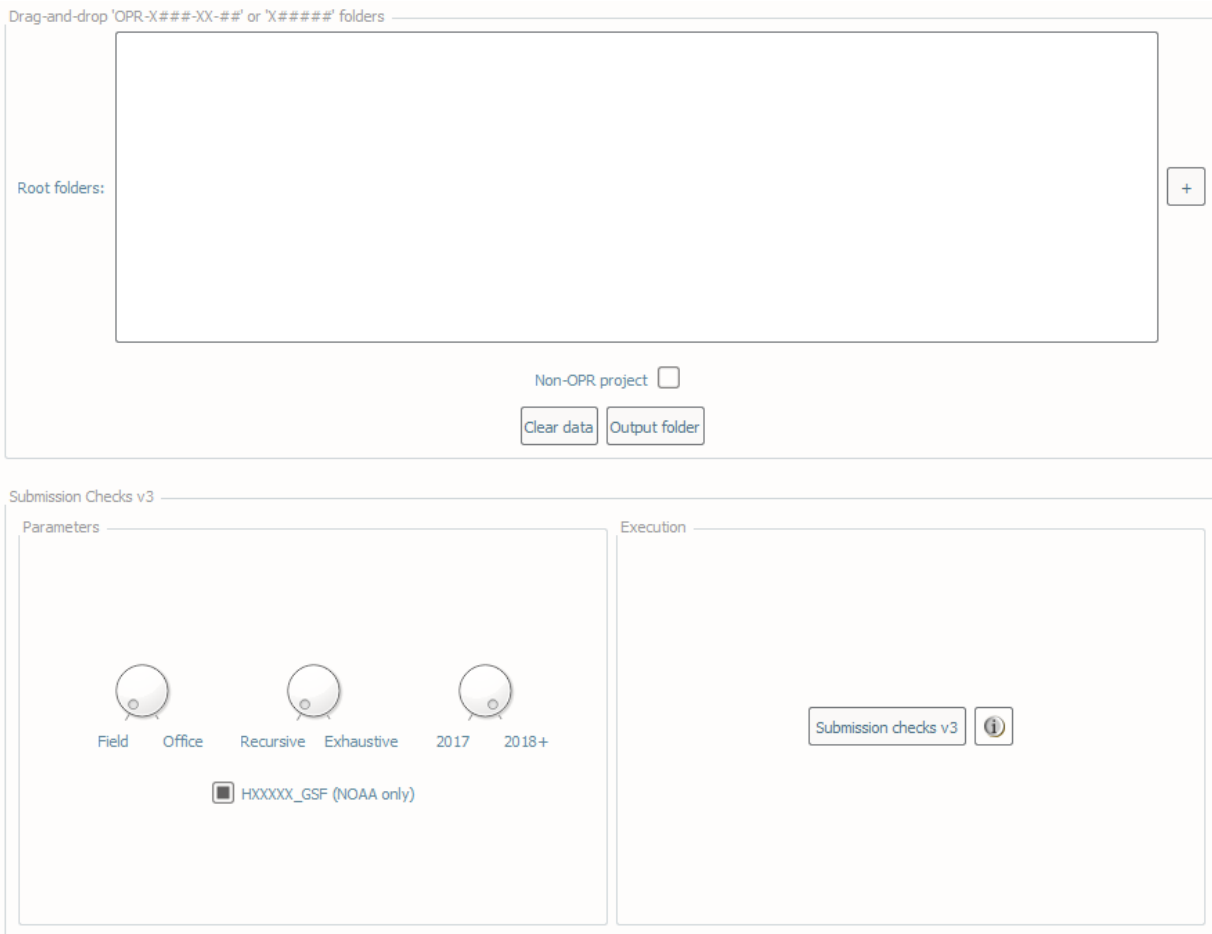 Drag-and-drop 'OPR-X###-XX-##' or 'X#####' folders
Root folders:
+
Non-OPR project
Clear data Output folder
Submission Checks v3
Parameters
Execution
Field Office Recursive Exhaustive 2017 2018+
HXXXXX_GSF (NOAA only)
Submission checks v3